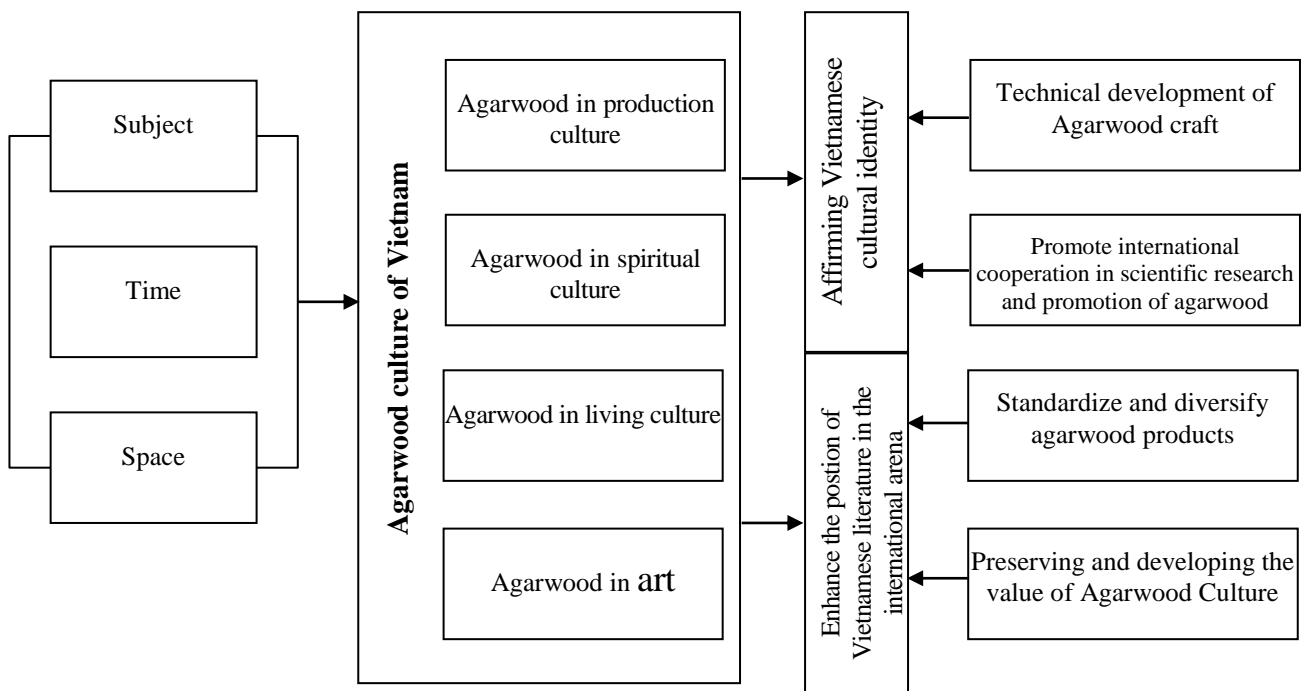 Subject
Time
Space
Agarwood culture of Vietnam
Agarwood in production
culture
Agarwood in spiritual
culture
Agarwood in living culture
Agarwood in art
Affirming Vietnamese
cultural identity
Enhance the postion of
Vietnamese literature in the
international arena
Technical development of
Agarwood craft
Promote international
cooperation in scientific research
and promotion of agarwood
Standardize and diversify
agarwood products
Preserving and developing the
value of Agarwood Culture